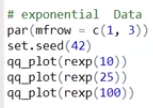 # exponential  Data
par(mfrow = c(1, 3))
set.seed(42)
qq_plot(rexp(10))
qq_plot(rexp(25))
qq_plot(rexp(100))